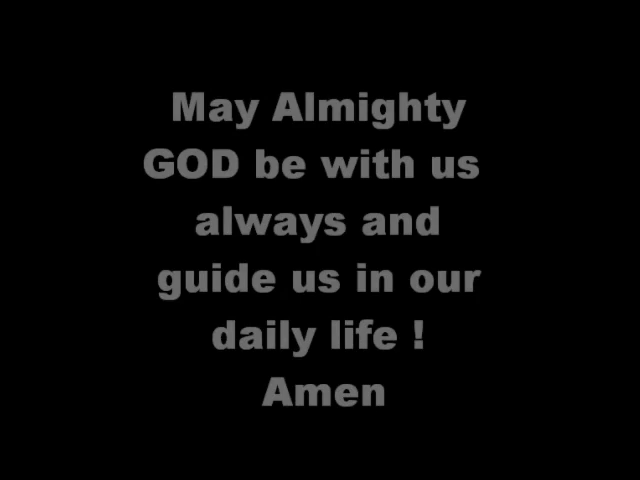 May Almighty
GOD be with us
always and
guide us in our
daily life !
Amen